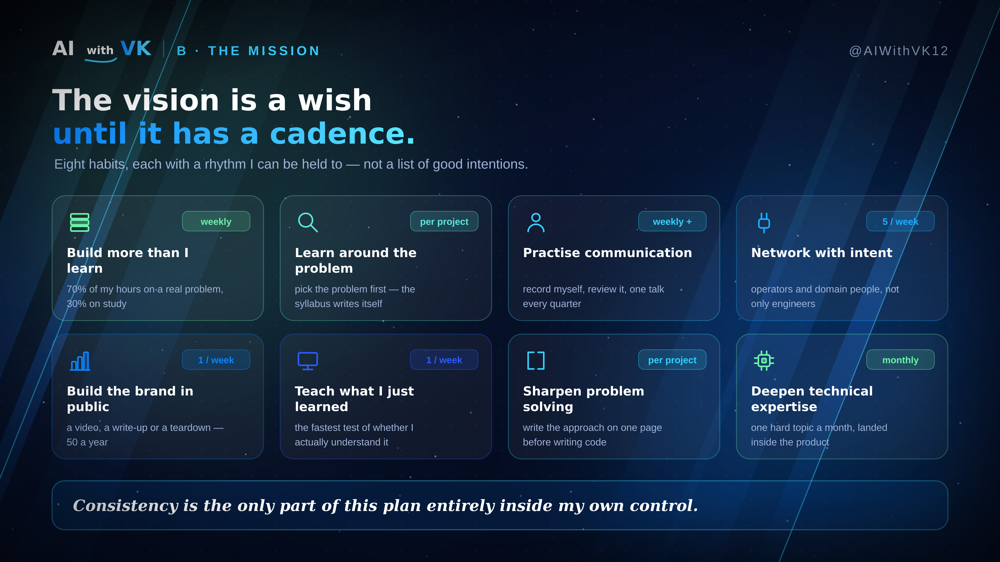 AI with VK
B · THE MISSION
@AIWithVK12
The vision is a wish
until it has a cadence.
Eight habits, each with a rhythm I can be held to — not a list of good intentions.
weekly
Build more than I
learn
70% of my hours on a real problem,
30% on study
per project
Learn around the
problem
pick the problem first — the
syllabus writes itself
weekly +
Practise communication
record myself, review it, one talk
every quarter
5 / week
Network with intent
operators and domain people, not
only engineers
1 / week
Build the brand in
public
a video, a write-up or a teardown —
50 a year
1 / week
Teach what I just
learned
the fastest test of whether I
actually understand it
per project
Sharpen problem
solving
write the approach on one page
before writing code
monthly
Deepen technical
expertise
one hard topic a month, landed
inside the product
Consistency is the only part of this plan entirely inside my own control.